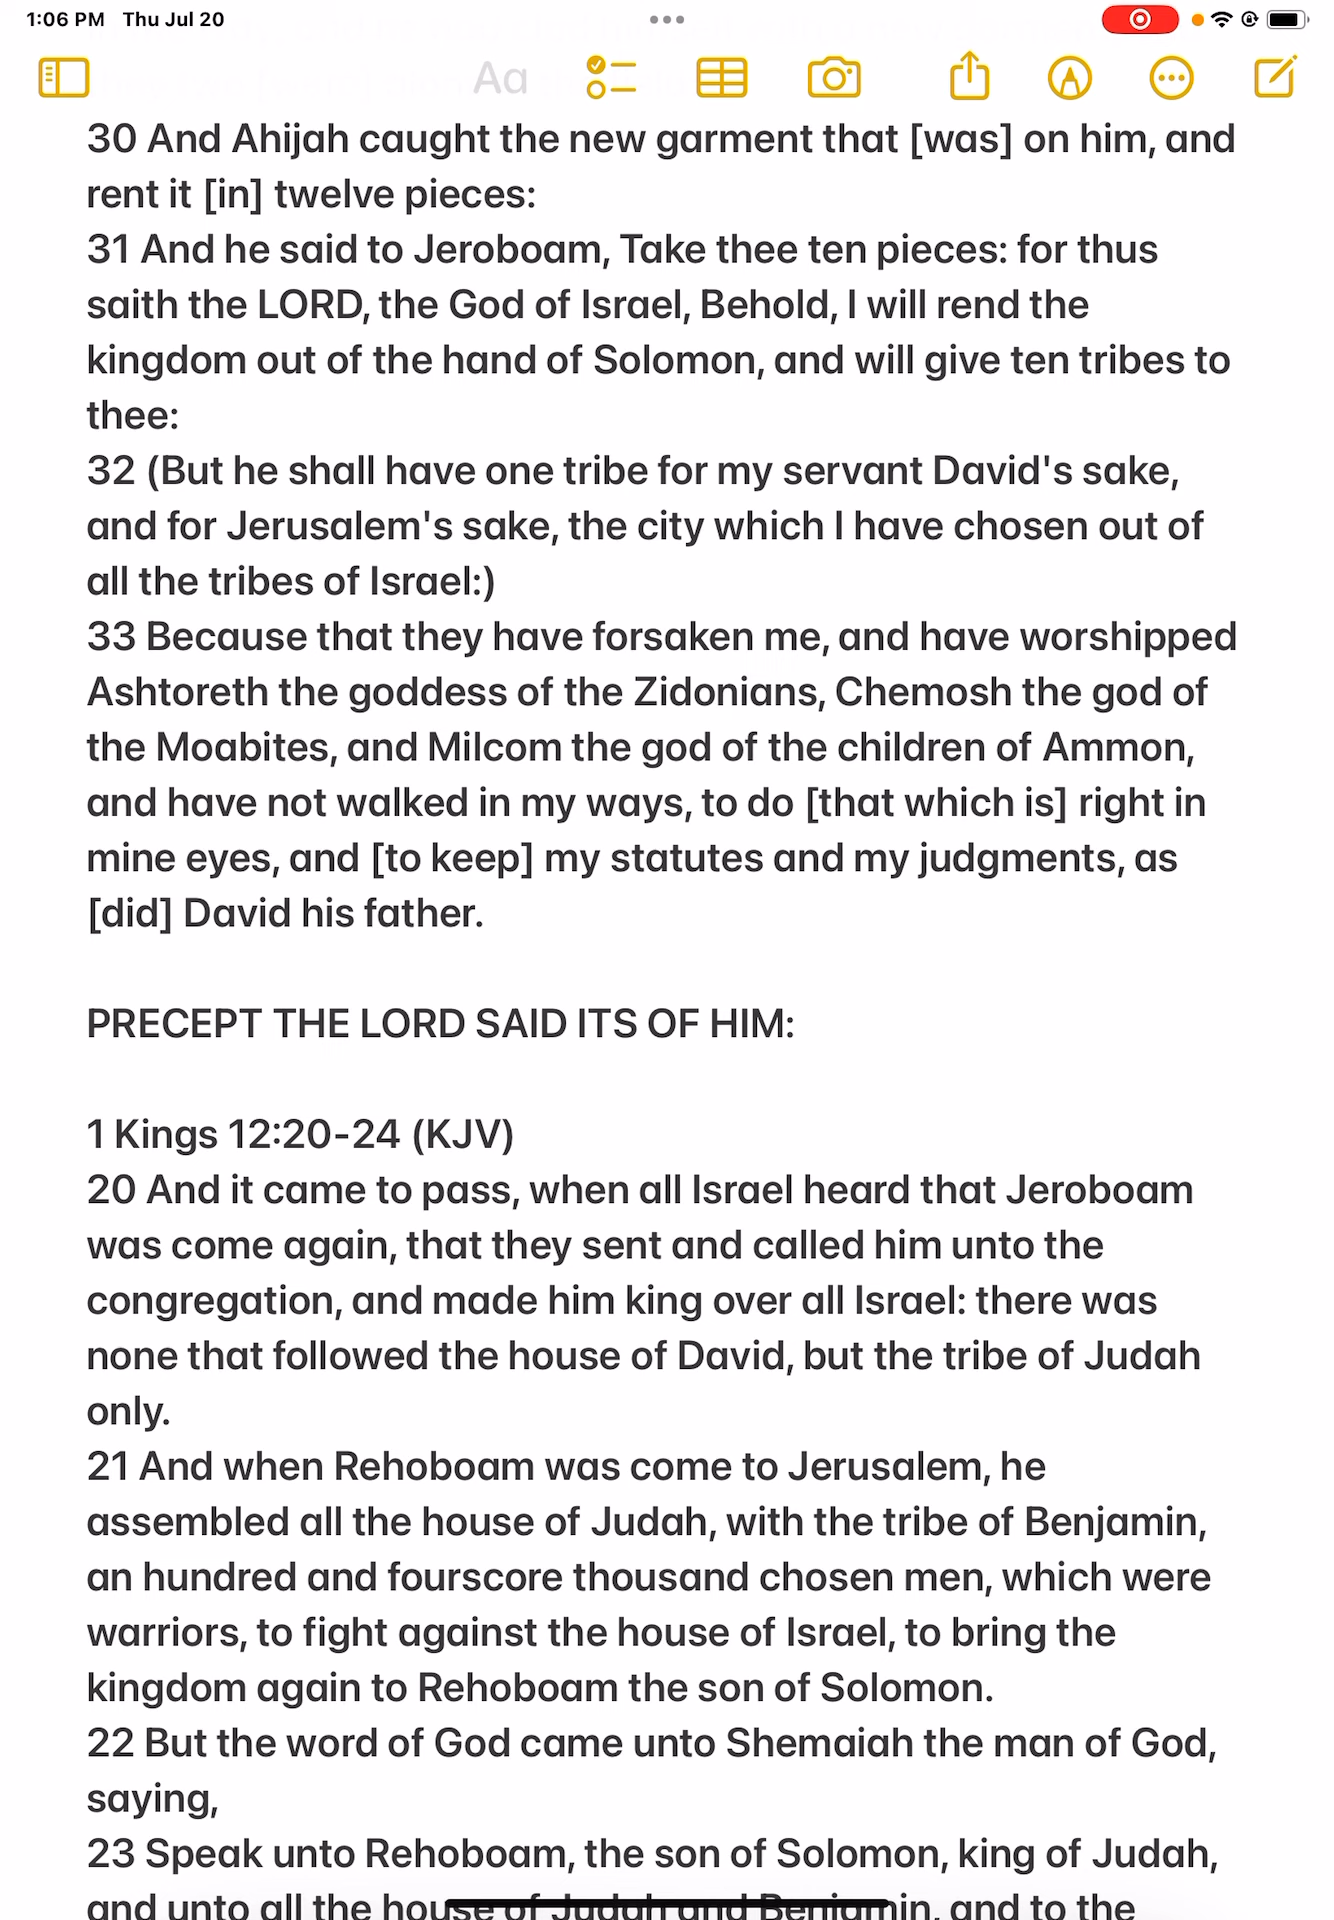 1:06 PM Thu Jul 20
Aa
30 And Ahijah caught the new garment that [was] on him, and
rent it [in] twelve pieces:
31 And he said to Jeroboam, Take thee ten pieces: for thus
saith the LORD, the God of Israel, Behold, I will rend the
kingdom out of the hand of Solomon, and will give ten tribes to
thee:
32 (But he shall have one tribe for my servant David's sake,
and for Jerusalem's sake, the city which I have chosen out of
all the tribes of Israel:)
33 Because that they have forsaken me, and have worshipped
Ashtoreth the goddess of the Zidonians, Chemosh the god of
the Moabites, and Milcom the god of the children of Ammon,
and have not walked in my ways, to do [that which is] right in
mine eyes, and [to keep] my statutes and my judgments, as
[did] David his father.
PRECEPT THE LORD SAID ITS OF HIM:
1 Kings 12:20-24 (KJV)
20 And it came to pass, when all Israel heard that Jeroboam
was come again, that they sent and called him unto the
congregation, and made him king over all Israel: there was
none that followed the house of David, but the tribe of Judah
only.
21 And when Rehoboam was come to Jerusalem, he
assembled all the house of Judah, with the tribe of Benjamin,
an hundred and fourscore thousand chosen men, which were
warriors, to fight against the house of Israel, to bring the
kingdom again to Rehoboam the son of Solomon.
22 But the word of God came unto Shemaiah the man of God,
saying,
23 Speak unto Rehoboam, the son of Solomon, king of Judah,
and unto all the house of Judah and Benjamin, and to the